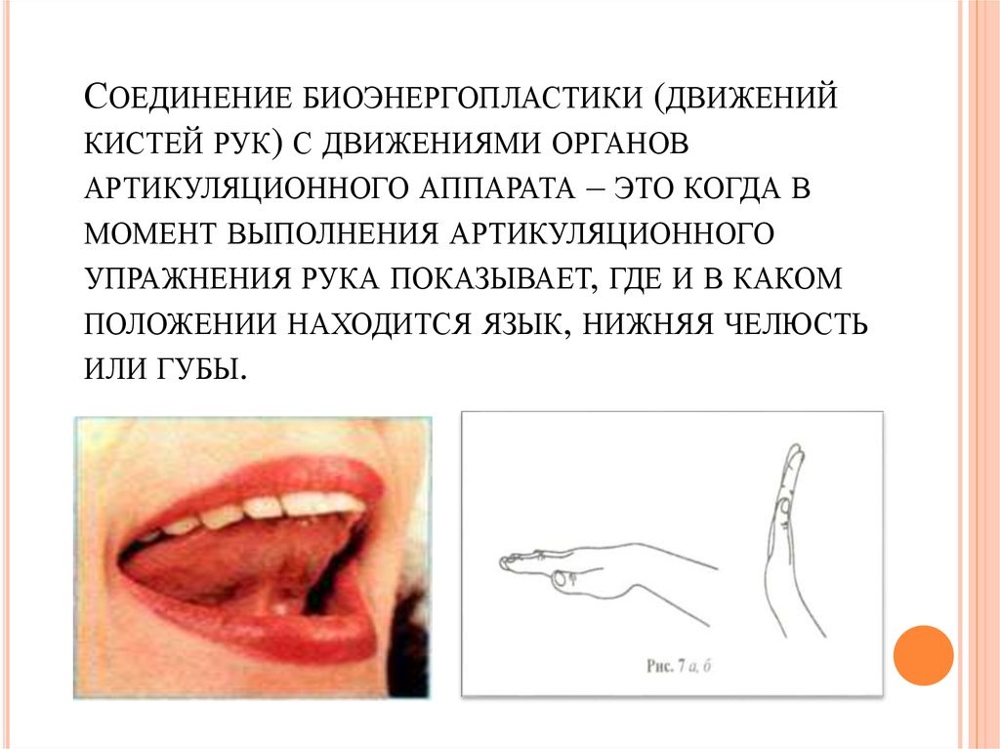 Соединение биоэнергопластики (движений
кистей рук) с движениями органов
артикуляционного аппарата – это когда в
момент выполнения артикуляционного
упражнения рука показывает, где и в каком
положении находится язык, нижняя челюсть
или губы.
Рис. 7 а, б